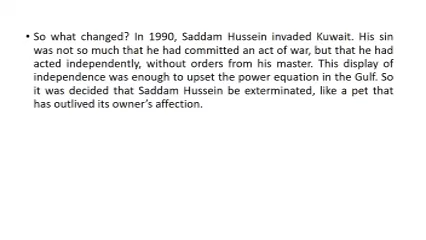 • So what changed? In 1990, Saddam Hussein invaded Kuwait. His sin
was not so much that he had committed an act of war, but that he had
acted independently, without orders from his master. This display of
independence was enough to upset the power equation in the Gulf. So
it was decided that Saddam Hussein be exterminated, like a pet that
has outlived its owner’s affection.